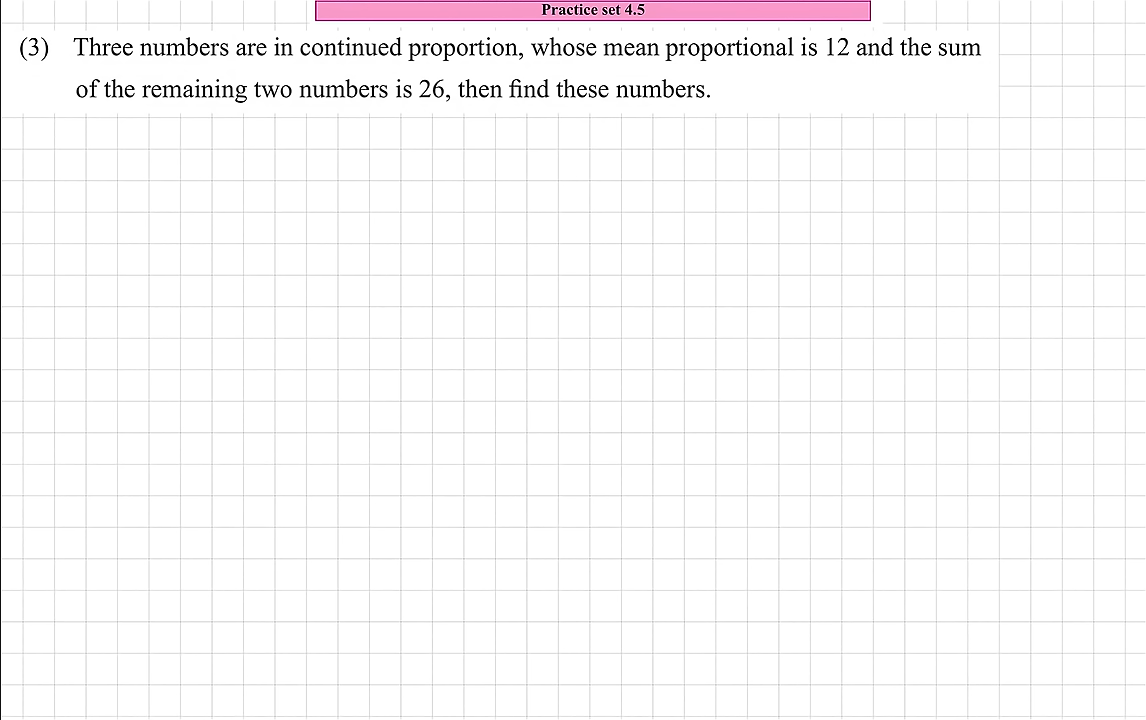 Practice set 4.5
(3) Three numbers are in continued proportion, whose mean proportional is 12 and the sum
of the remaining two numbers is 26, then find these numbers.